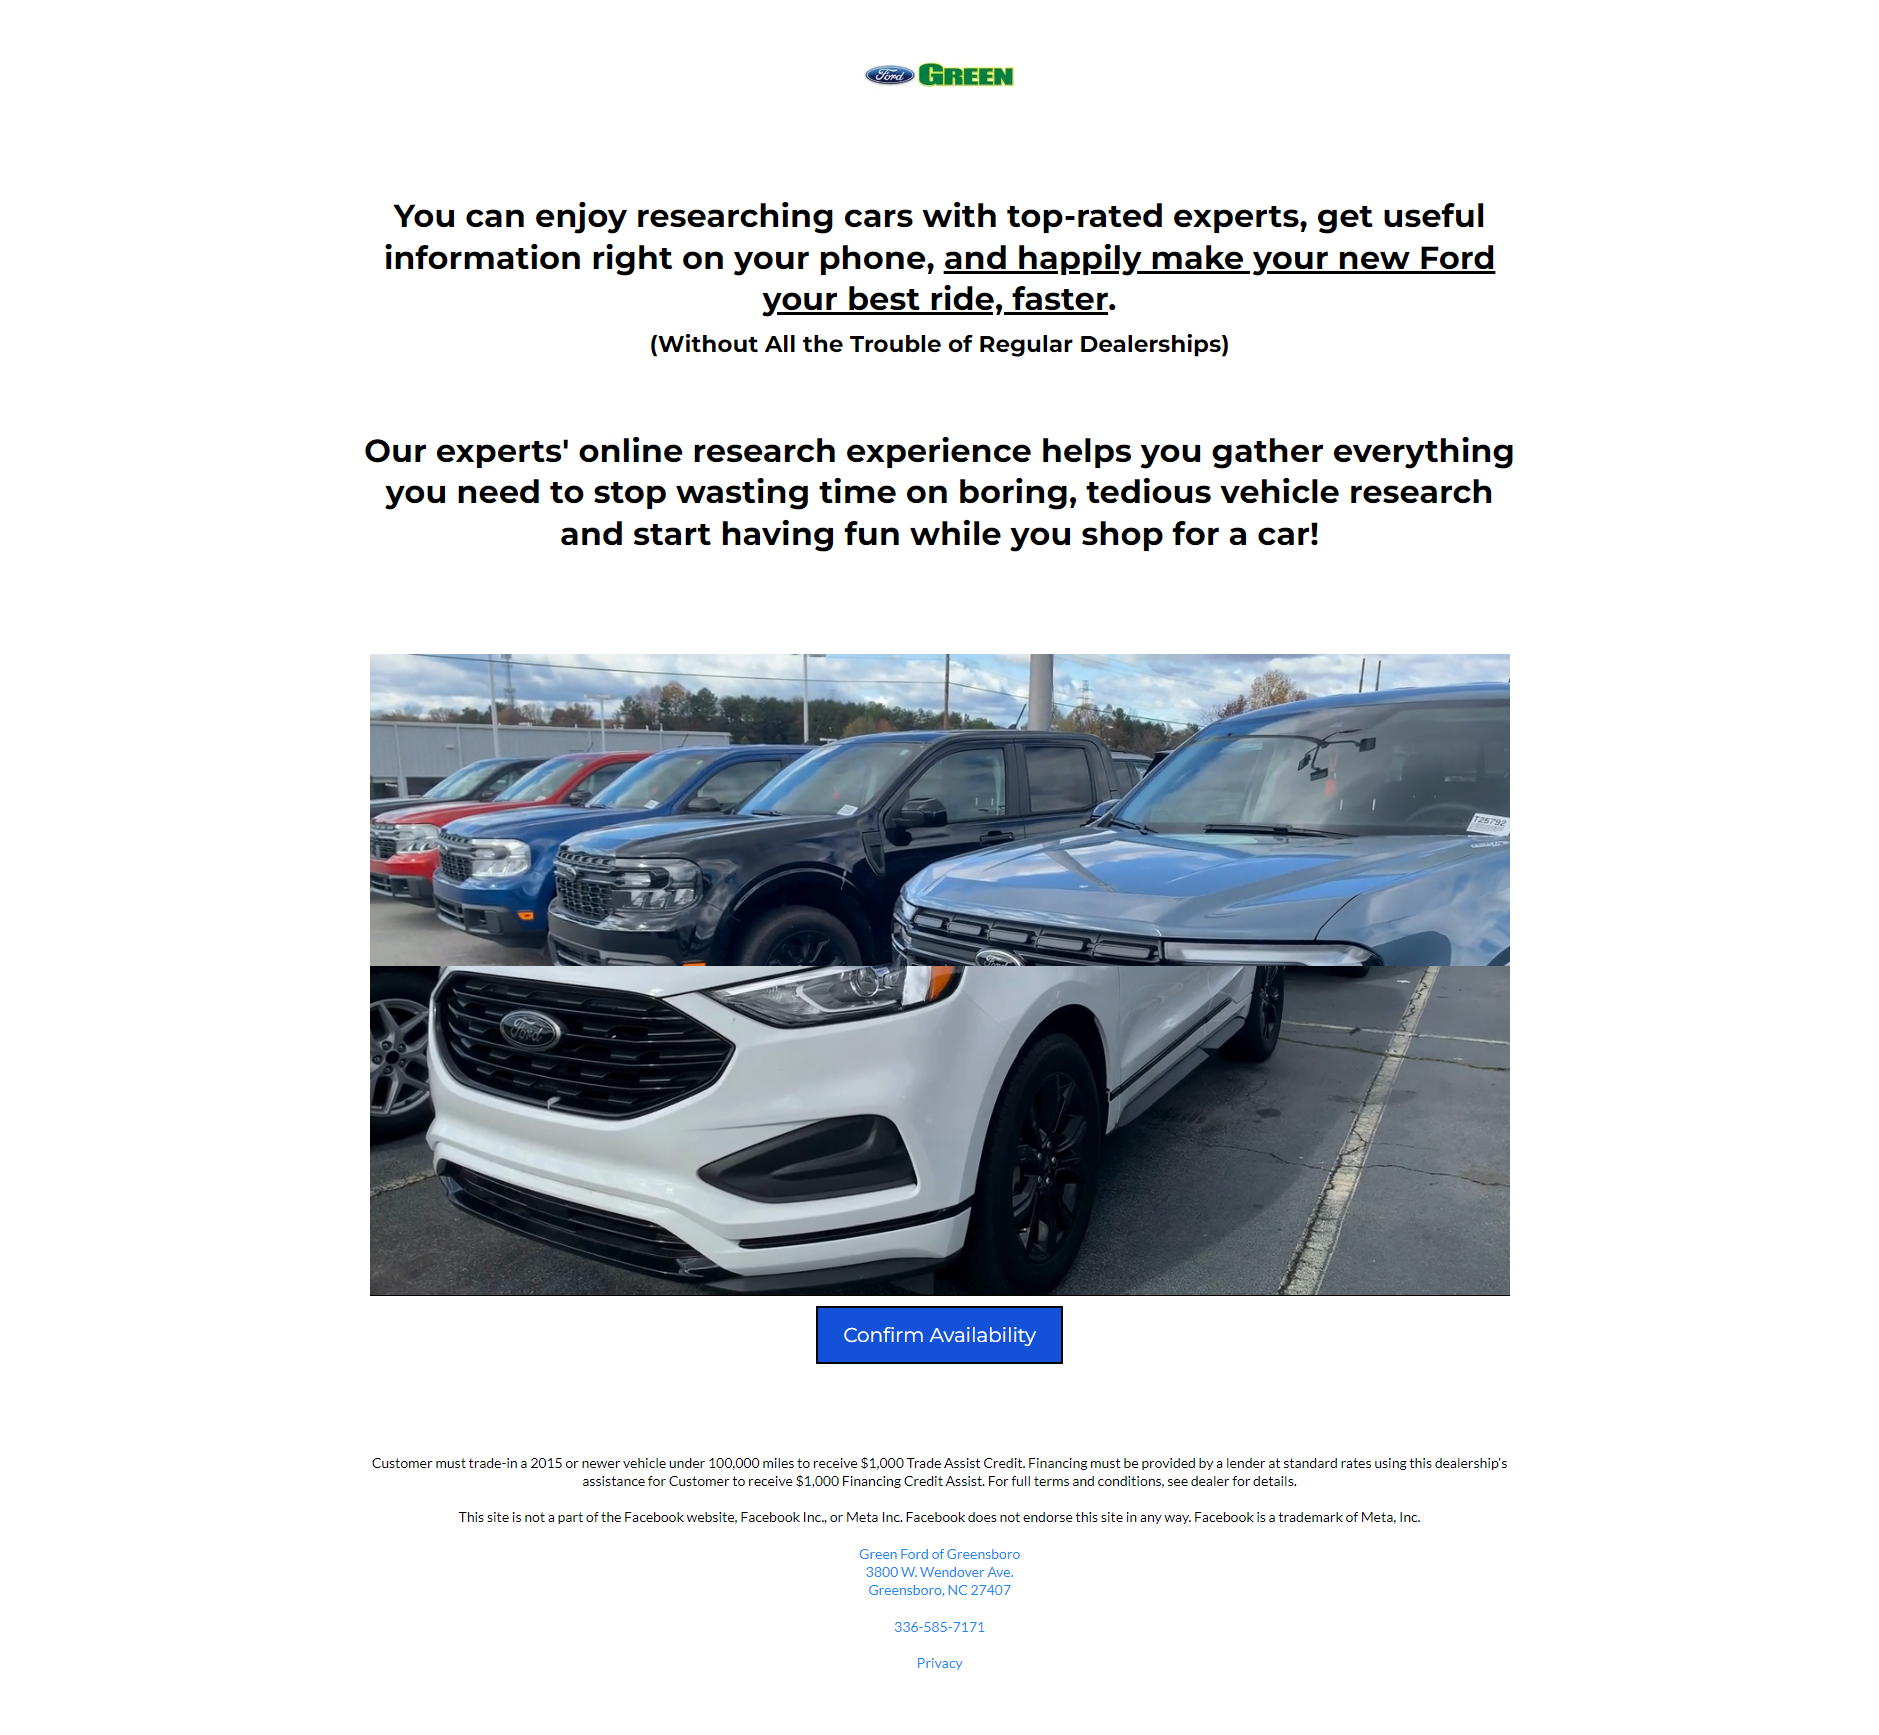 Ford GREEN
You can enjoy researching cars with top-rated experts, get useful
information right on your phone, and happily make your new Ford
your best ride, faster.
(Without All the Trouble of Regular Dealerships)
Our experts' online research experience helps you gather everything
you need to stop wasting time on boring, tedious vehicle research
and start having fun while you shop for a car!
T25792
Ford
Ford
Confirm Availability
Customer must trade-in a 2015 or newer vehicle under 100,000 miles to receive $1,000 Trade Assist Credit. Financing must be provided by a lender at standard rates using this dealership's
assistance for Customer to receive $1,000 Financing Credit Assist. For full terms and conditions, see dealer for details.
This site is not a part of the Facebook website, Facebook Inc., or Meta Inc. Facebook does not endorse this site in any way. Facebook is a trademark of Meta, Inc.
Green Ford of Greensboro
3800 W. Wendover Ave.
Greensboro, NC 27407
336-585-7171
Privacy